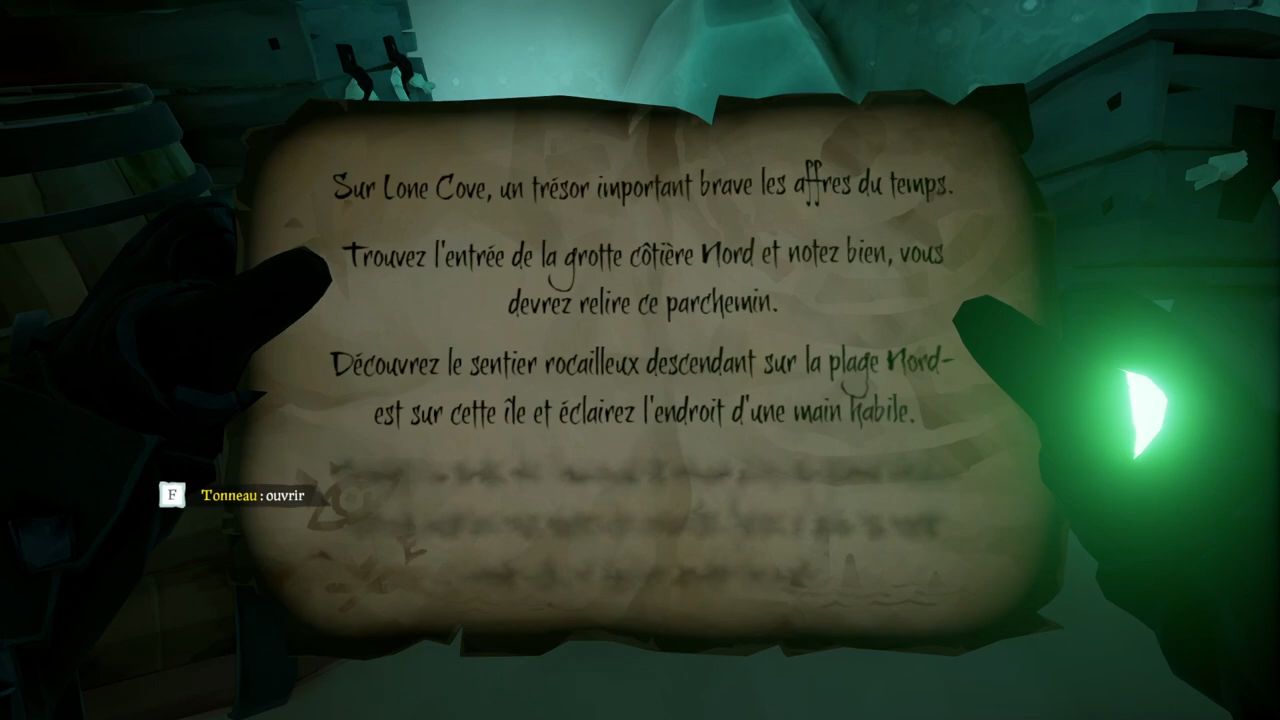 Sur Lone Cove, un trésor important brave les affres du temps.
Trouvez l'entrée de la grotte côtière Nord et notez bien, vous
devrez relire ce parchemin.
Découvrez le sentier rocailleux descendant sur la plage Nord-
est sur cette île et éclairez l'endroit d'une main habile.
F Tonneau : ouvrir